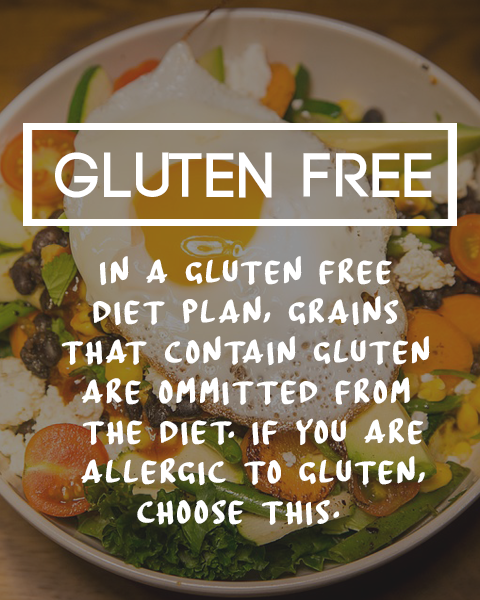 GLUTEN FREE
IN A GLUTEN FREE
DIET PLAN, GRAINS
THAT CONTAIN GLUTEN
ARE OMMITTED FROM
THE DIET. IF YOU ARE
ALLERGIC TO GLUTEN,
CHOOSE THIS.